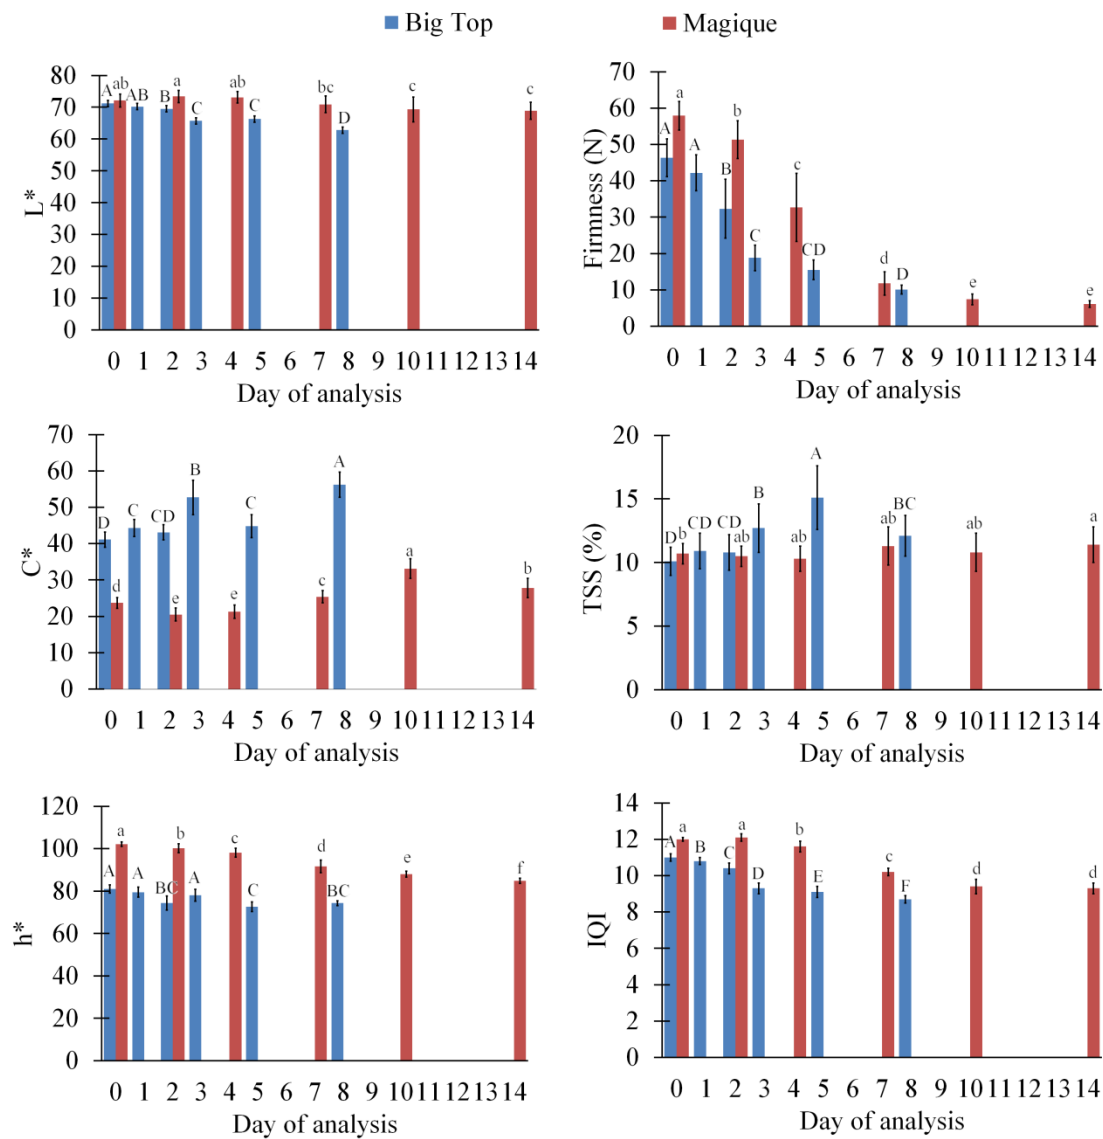 Big Top Magique
80
70
60
50
40
30
20
10
0
L*
A ab AB B a C ab C bc D c c
0 1 2 3 4 5 6 7 8 9 10 11 12 13 14
Day of analysis
70
60
50
40
30
20
10
0
Firmness (N)
A a A B b C c CD d D e e
0 1 2 3 4 5 6 7 8 9 10 11 12 13 14
Day of analysis
70
60
50
40
30
20
10
0
C*
D d C CD e B e C c A a b
0 1 2 3 4 5 6 7 8 9 10 11 12 13 14
Day of analysis
20
15
10
5
0
TSS (%)
D b CD CD ab B ab A ab BC ab a
0 1 2 3 4 5 6 7 8 9 10 11 12 13 14
Day of analysis
120
100
80
60
40
20
0
h*
A a A BC b A c C d BC e f
0 1 2 3 4 5 6 7 8 9 10 11 12 13 14
Day of analysis
14
12
10
8
6
4
2
0
IQI
A a B C a D b E c F d d
0 1 2 3 4 5 6 7 8 9 10 11 12 13 14
Day of analysis